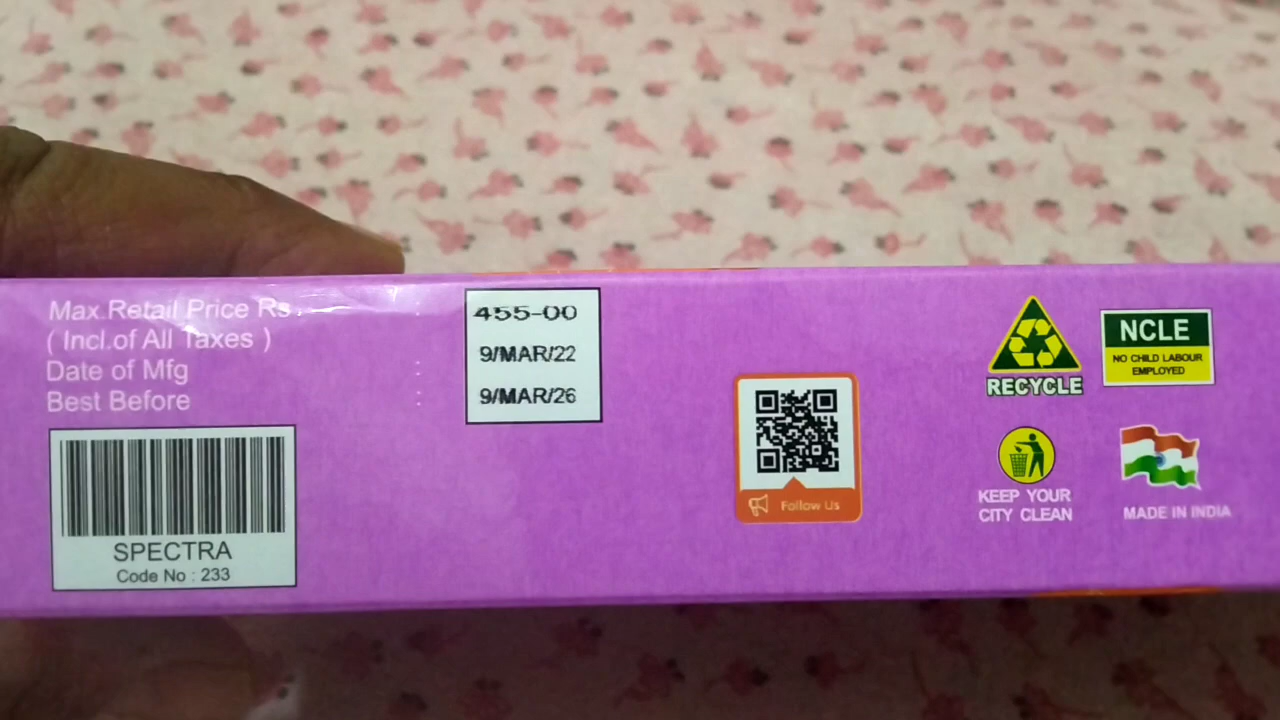 Max.Retail Price Rs. 455-00
( Incl.of All Taxes )
Date of Mfg : 9/MAR/22
Best Before : 9/MAR/26
SPECTRA
Code No : 233
Follow Us
RECYCLE
NCLE
NO CHILD LABOUR
EMPLOYED
KEEP YOUR
CITY CLEAN
MADE IN INDIA